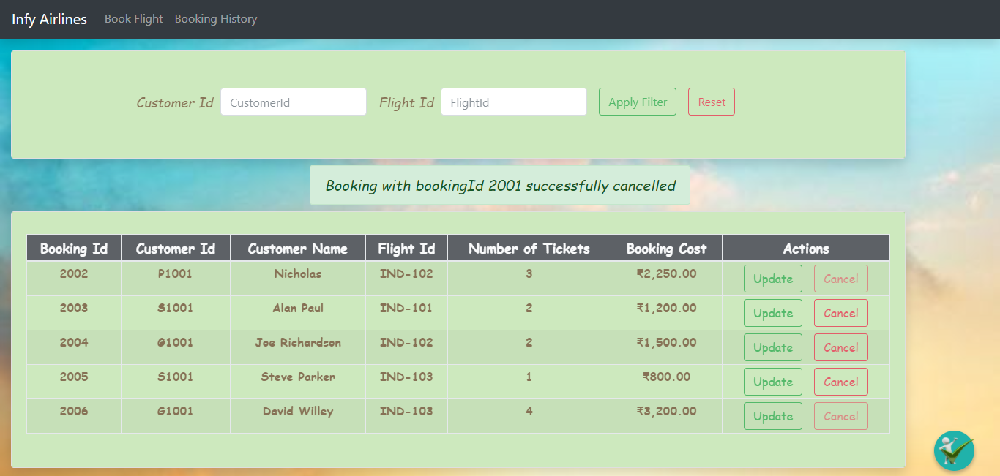 Infy Airlines Book Flight Booking History
Customer Id CustomerId Flight Id FlightId Apply Filter Reset
Booking with bookingId 2001 successfully cancelled
Booking Id Customer Id Customer Name Flight Id Number of Tickets Booking Cost Actions
2002 P1001 Nicholas IND-102 3 ₹2,250.00 Update Cancel
2003 S1001 Alan Paul IND-101 2 ₹1,200.00 Update Cancel
2004 G1001 Joe Richardson IND-102 2 ₹1,500.00 Update Cancel
2005 S1001 Steve Parker IND-103 1 ₹800.00 Update Cancel
2006 G1001 David Willey IND-103 4 ₹3,200.00 Update Cancel